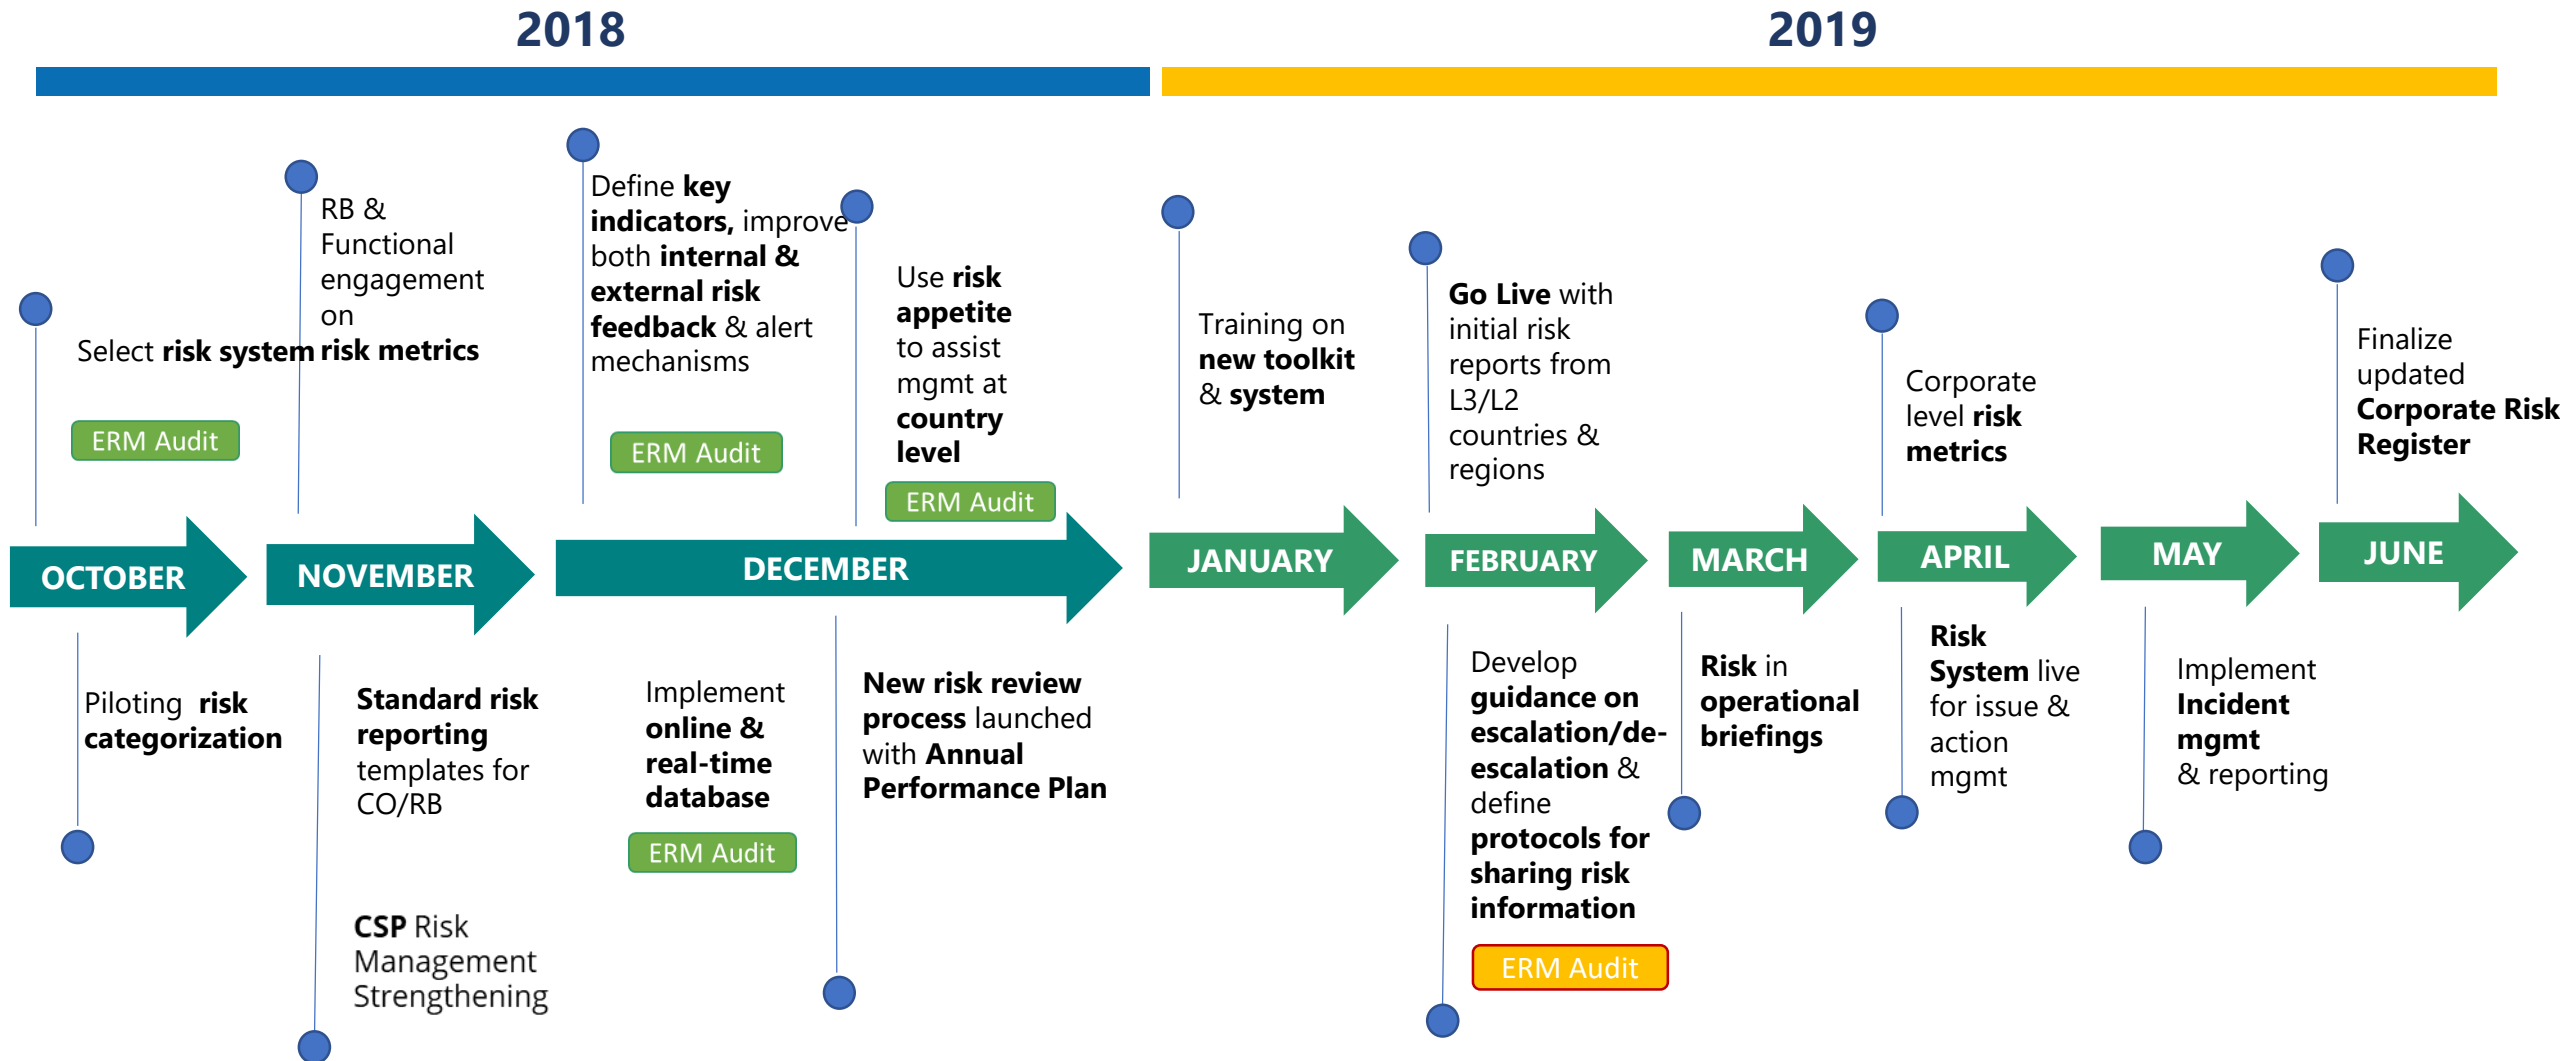 2018
2019
Select risk system
ERM Audit
RB &
Functional
engagement
on
risk metrics
Define key
indicators, improve
both internal &
external risk
feedback & alert
mechanisms
ERM Audit
Use risk
appetite
to assist
mgmt at
country
level
ERM Audit
Training on
new toolkit
& system
Go Live with
initial risk
reports from
L3/L2
countries &
regions
Corporate
level risk
metrics
Finalize
updated
Corporate Risk
Register
OCTOBER
NOVEMBER
DECEMBER
JANUARY
FEBRUARY
MARCH
APRIL
MAY
JUNE
Piloting risk
categorization
Standard risk
reporting
templates for
CO/RB
CSP Risk
Management
Strengthening
Implement
online &
real-time
database
ERM Audit
New risk review
process launched
with Annual
Performance Plan
Develop
guidance on
escalation/de-
escalation &
define
protocols for
sharing risk
information
ERM Audit
Risk in
operational
briefings
Risk
System live
for issue &
action
mgmt
Implement
Incident
mgmt
& reporting